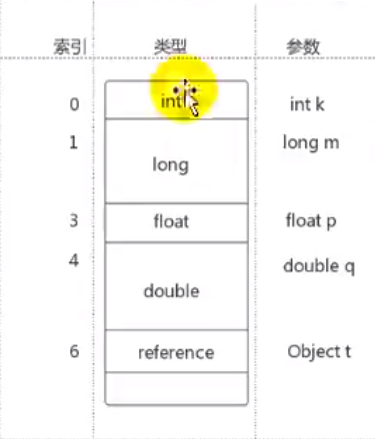 索引 类型 参数
0 int int k
1 long long m
3 float float p
4 double double q
6 reference Object t